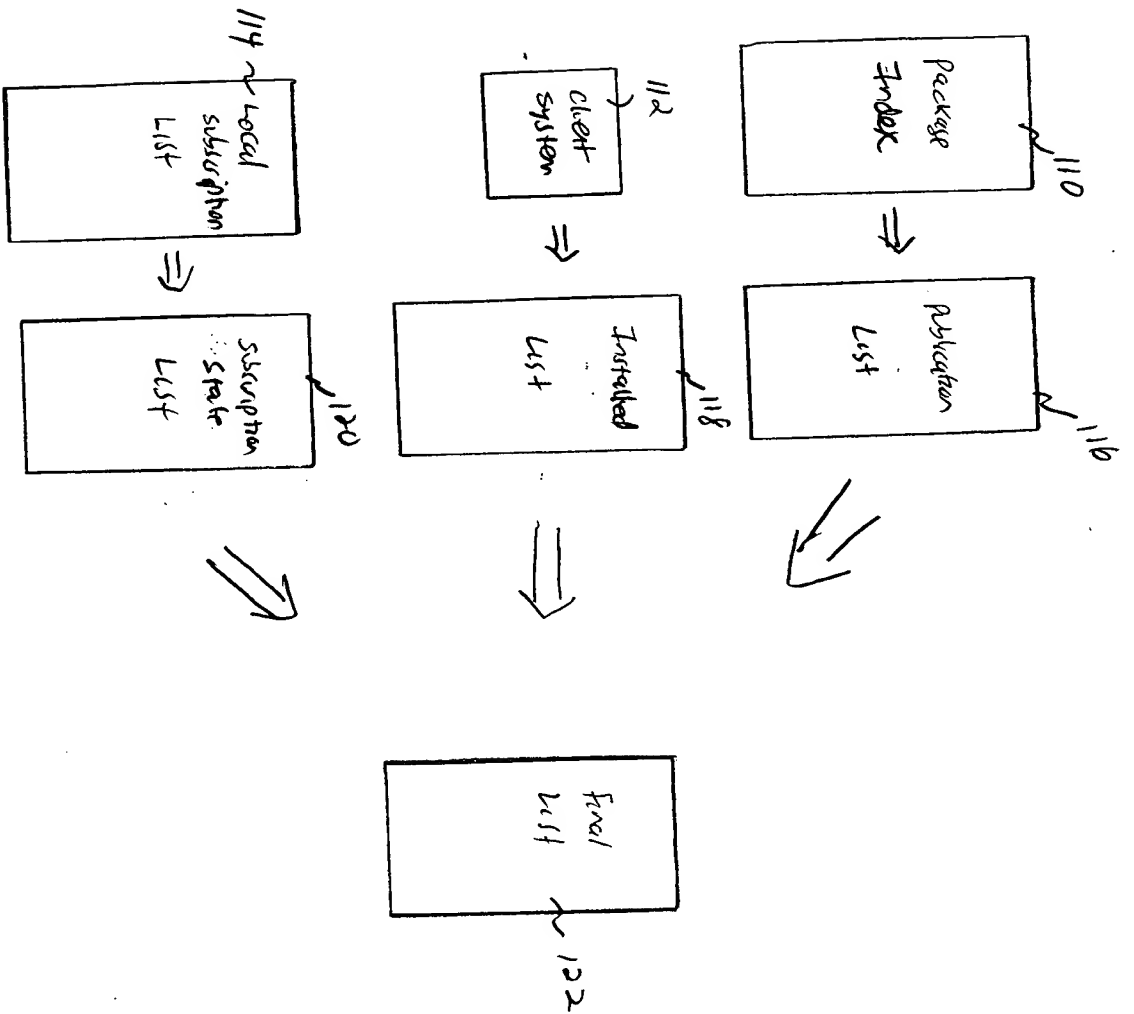 110
Package
Index
116
Publication
List
112
Client
system
118
Installed
List
114
Local
subscription
List
120
Subscription
State
List
Final
List
122